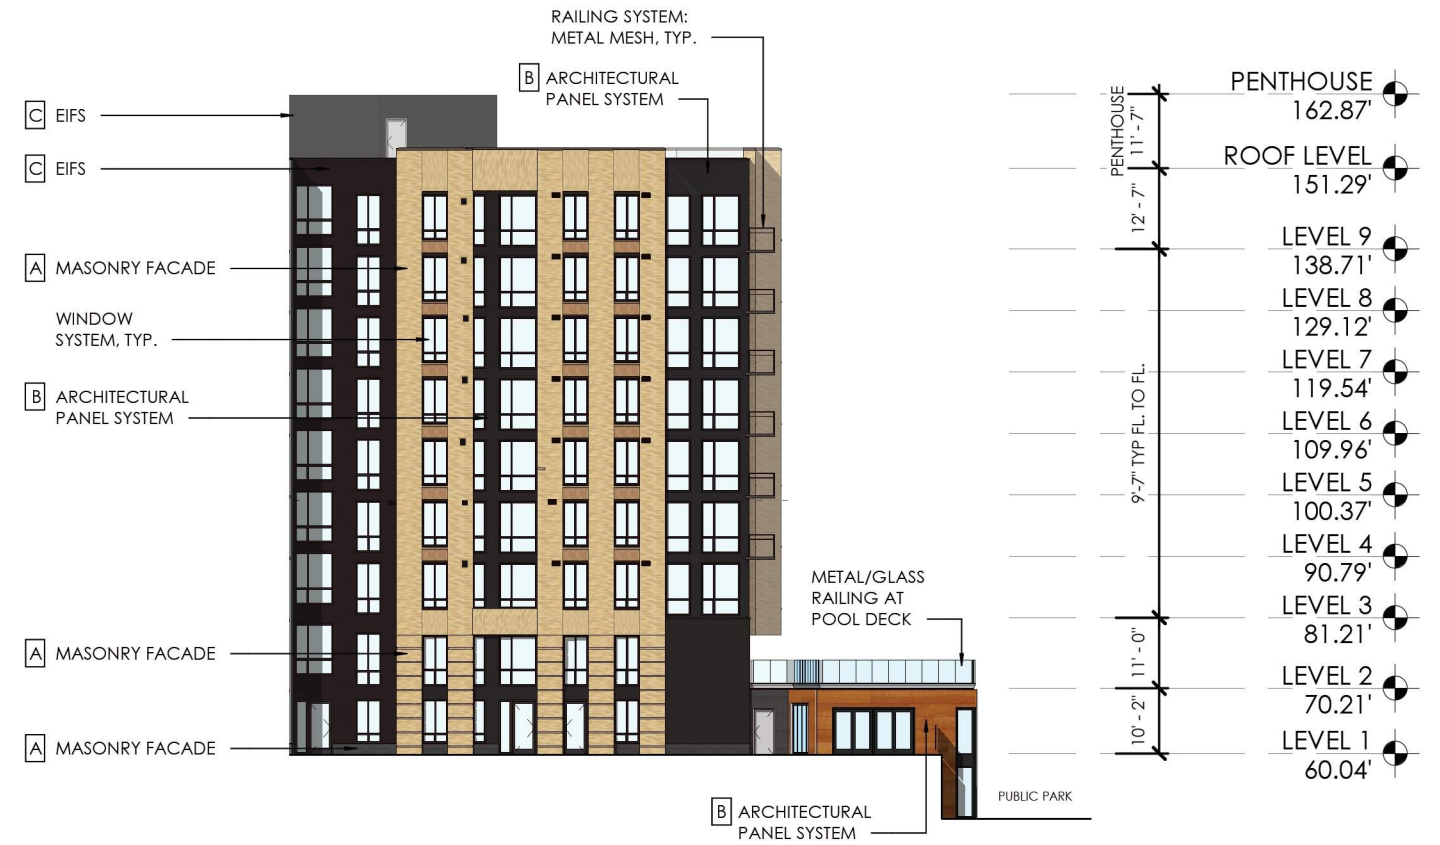 RAILING SYSTEM:
METAL MESH, TYP.
B ARCHITECTURAL
PANEL SYSTEM
C EIFS
C EIFS
A MASONRY FACADE
WINDOW
SYSTEM, TYP.
B ARCHITECTURAL
PANEL SYSTEM
A MASONRY FACADE
A MASONRY FACADE
METAL/GLASS
RAILING AT
POOL DECK
B ARCHITECTURAL
PANEL SYSTEM
PUBLIC PARK
PENTHOUSE
11' - 7"
12' - 7"
9'-7" TYP FL. TO FL.
11' - 0"
10' - 2"
PENTHOUSE
162.87'
ROOF LEVEL
151.29'
LEVEL 9
138.71'
LEVEL 8
129.12'
LEVEL 7
119.54'
LEVEL 6
109.96'
LEVEL 5
100.37'
LEVEL 4
90.79'
LEVEL 3
81.21'
LEVEL 2
70.21'
LEVEL 1
60.04'